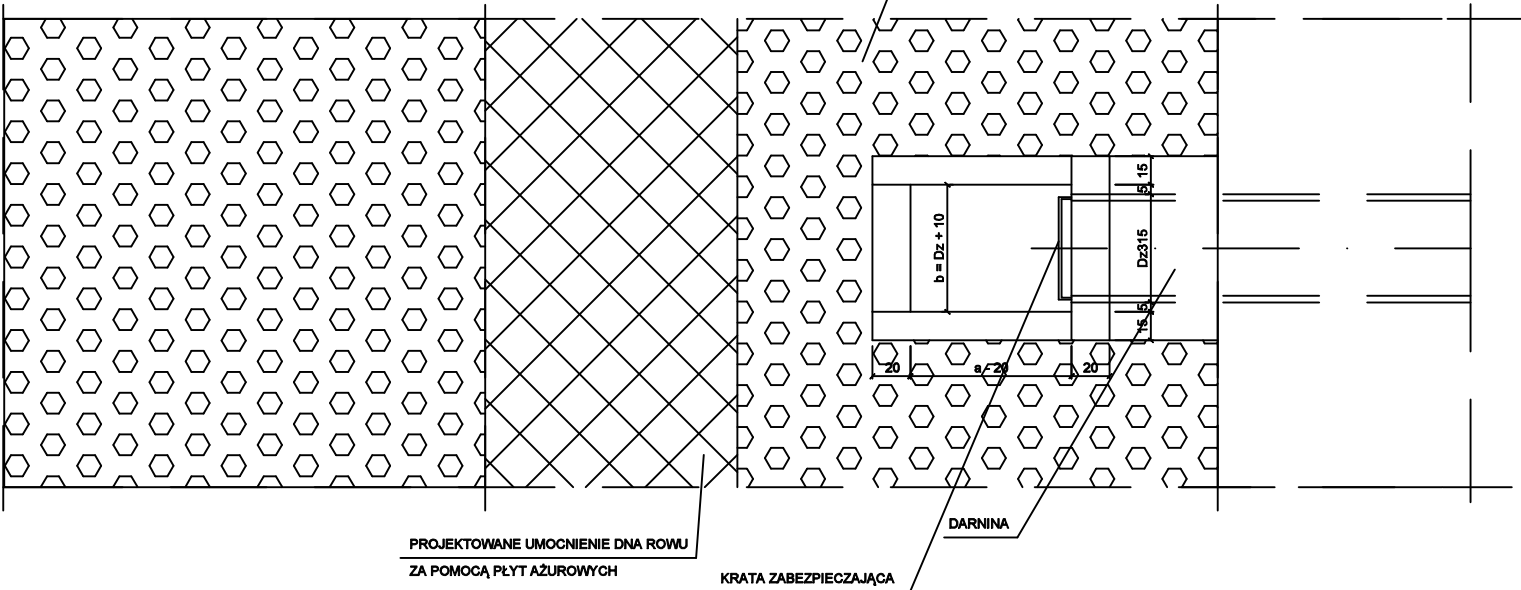 15
5
b = Dz + 10
Dz315
5
15
20
a - 20
20
DARNINA
PROJEKTOWANE UMOCNIENIE DNA ROWU
ZA POMOCĄ PŁYT AŻUROWYCH
KRATA ZABEZPIECZAJĄCA